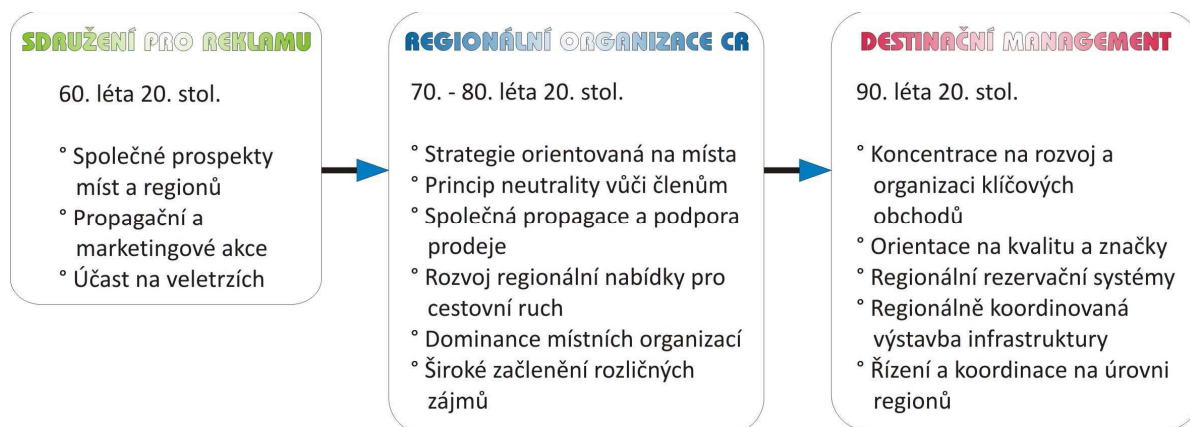 SDRUŽENÍ PRO REKLAMU
60. léta 20. stol.
° Společné prospekty
měst a regionů
° Propagační a
marketingové akce
° Účast na veletrzích
REGIONÁLNÍ ORGANIZACE CR
70. - 80. léta 20. stol.
° Strategie orientovaná na místa
° Princip neutrality vůči členům
° Společná propagace a podpora
prodeje
° Rozvoj regionální nabídky pro
cestovní ruch
° Dominance místních organizací
° Široké začlenění rozličných
zájmů
DESTINAČNÍ MANAGEMENT
90. léta 20. stol.
° Koncentrace na rozvoj a
organizaci klíčových
obchodů
° Orientace na kvalitu a značky
° Regionální rezervační systémy
° Regionálně koordinovaná
výstavba infrastruktury
° Řízení a koordinace na úrovni
regionů